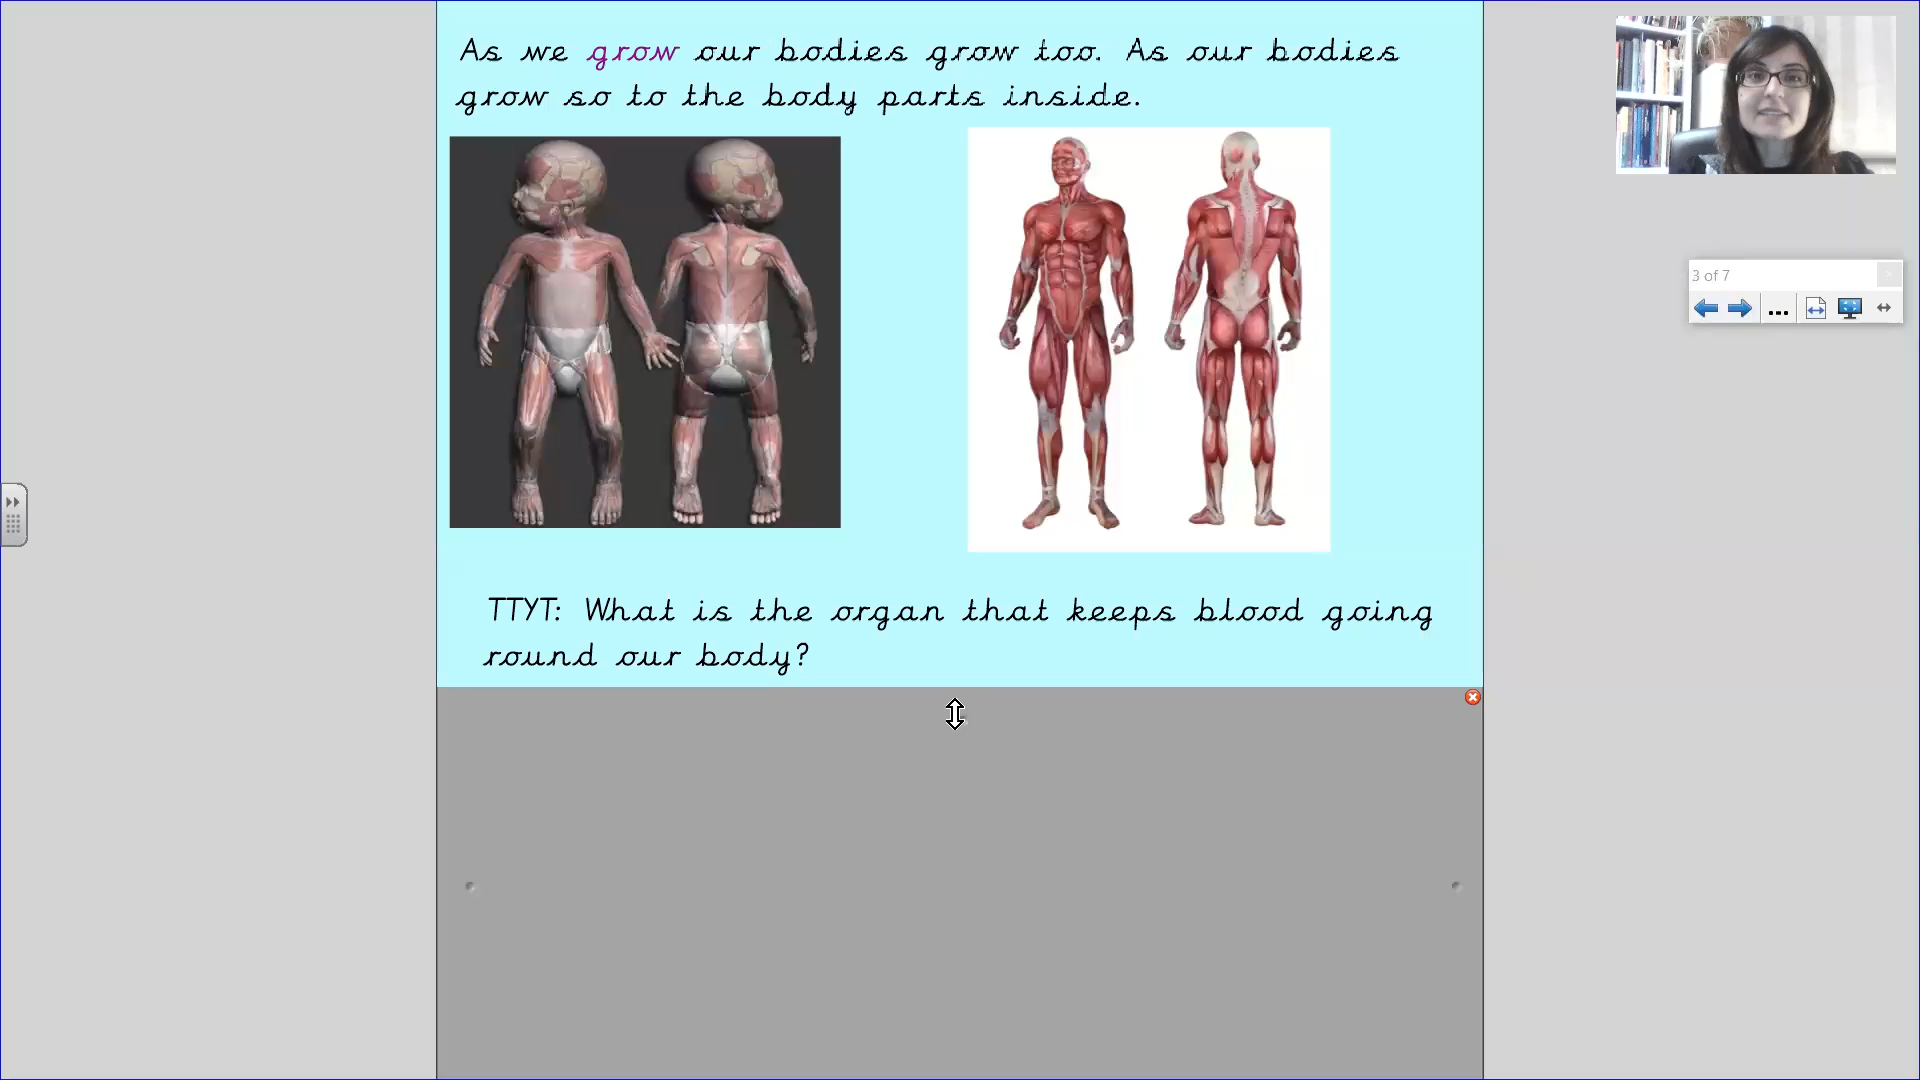 As we grow our bodies grow too. As our bodies
grow so to the body parts inside.
3 of 7
...
TTYT: What is the organ that keeps blood going
round our body?